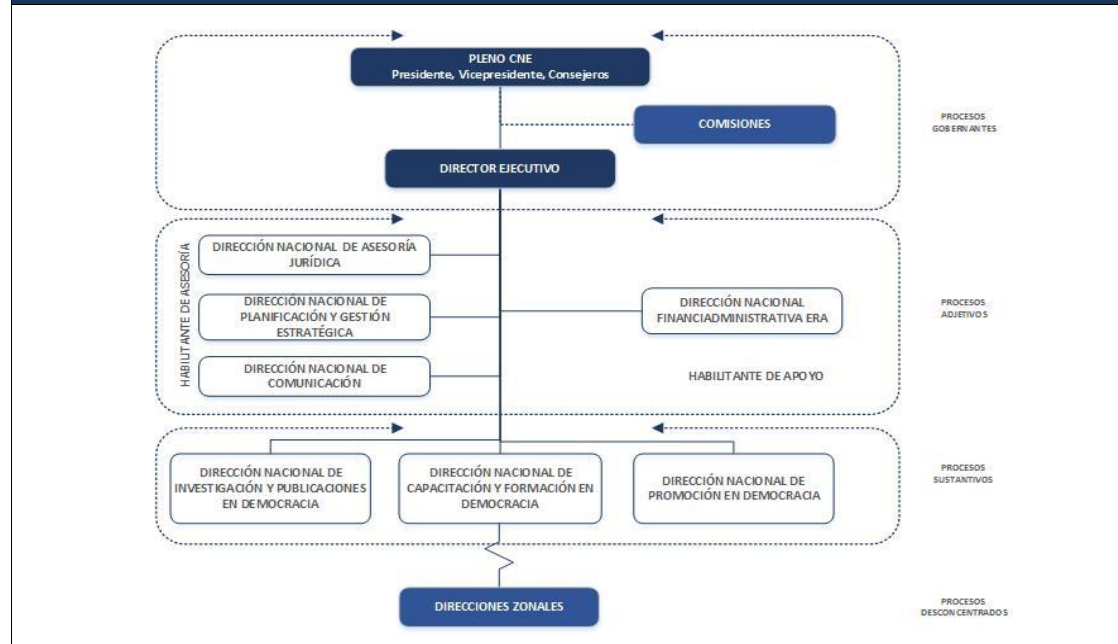 PLENO CNE
Presidente, Vicepresidente, Consejeros
COMISIONES
PROCESOS
GOBERNANTES
DIRECTOR EJECUTIVO
HABILITANTE DE ASESORÍA
DIRECCIÓN NACIONAL DE ASESORÍA
JURÍDICA
DIRECCIÓN NACIONAL DE
PLANIFICACIÓN Y GESTIÓN
ESTRATÉGICA
DIRECCIÓN NACIONAL
FINANCIADMINISTRATIVA ERA
PROCESOS
ADJETIVOS
DIRECCIÓN NACIONAL DE
COMUNICACIÓN
HABILITANTE DE APOYO
DIRECCIÓN NACIONAL DE
INVESTIGACIÓN Y PUBLICACIONES
EN DEMOCRACIA
DIRECCIÓN NACIONAL DE
CAPACITACIÓN Y FORMACIÓN EN
DEMOCRACIA
DIRECCIÓN NACIONAL DE
PROMOCIÓN EN DEMOCRACIA
PROCESOS
SUSTANTIVOS
DIRECCIONES ZONALES
PROCESOS
DESCONCENTRADOS